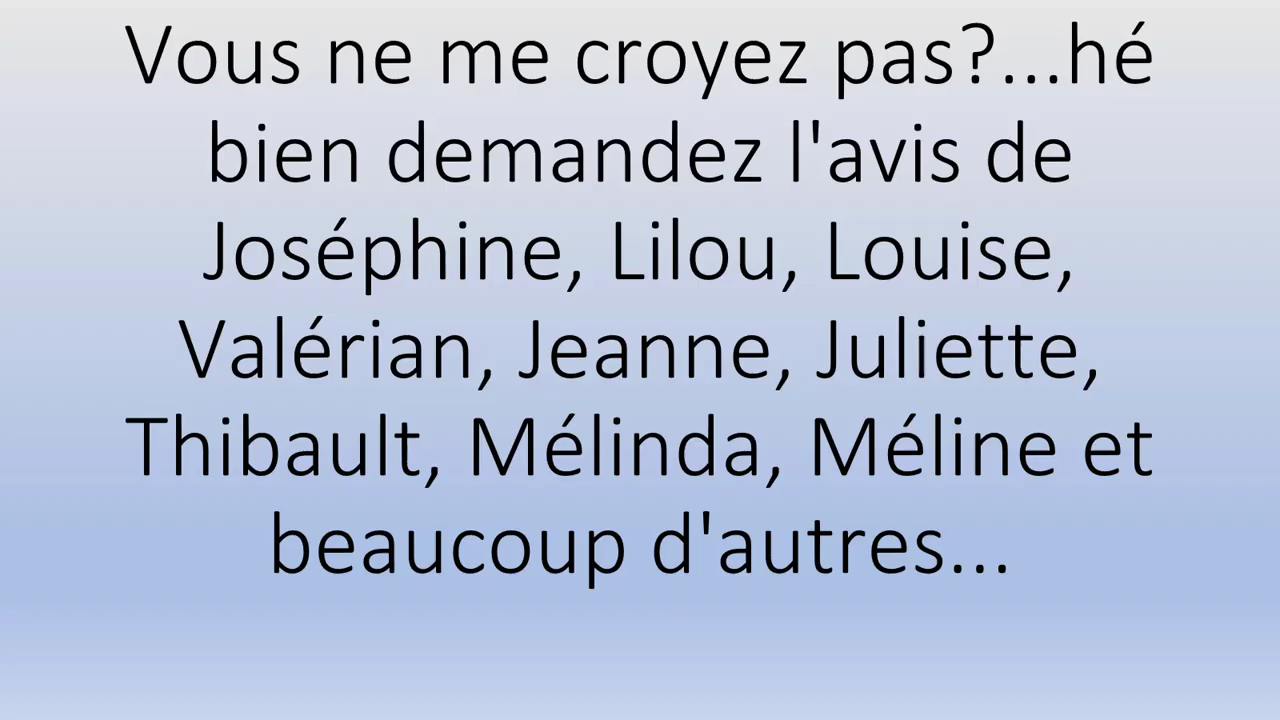 Vous ne me croyez pas?...hé
bien demandez l'avis de
Joséphine, Lilou, Louise,
Valérian, Jeanne, Juliette,
Thibault, Mélinda, Méline et
beaucoup d'autres...